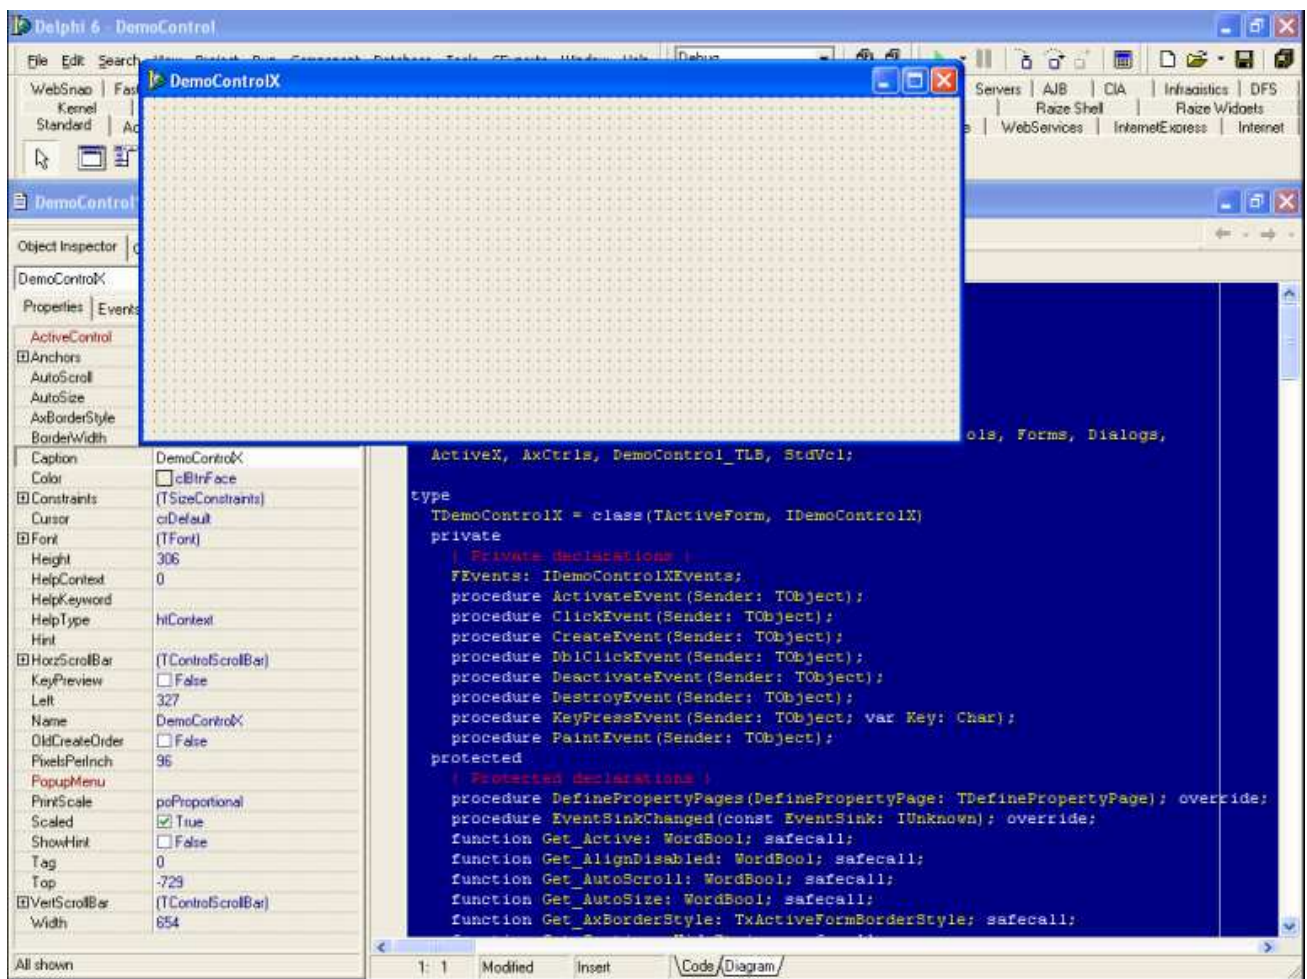 Delphi 6 - DemoControl
File Edit Search View Project Run Component Database Tools Window Help Debug
DemoControlX
WebSnap Servers AJB CIA Infragistics DFS
Kernel Raize Shell Raize Widgets
Standard WebServices InternetExpress Internet
DemoControl
Object Inspector
DemoControlX
Properties Events
ActiveControl
Anchors
AutoScroll
AutoSize
AxBorderStyle
BorderWidth
Caption DemoControlX
Color clBtnFace
Constraints (TSizeConstraints)
Cursor crDefault
Font (TFont)
Height 306
HelpContext 0
HelpKeyword
HelpType htContext
Hint
HorzScrollBar (TControlScrollBar)
KeyPreview False
Left 327
Name DemoControlX
OldCreateOrder False
PixelsPerInch 96
PopupMenu
PrintScale poProportional
Scaled True
ShowHint False
Tag 0
Top -729
VertScrollBar (TControlScrollBar)
Width 654
All shown
ols, Forms, Dialogs,
ActiveX, AxCtrls, DemoControl_TLB, StdVcl;
type
TDemoControlX = class(TActiveForm, IDemoControlX)
private
{ Private declarations }
FEvents: IDemoControlXEvents;
procedure ActivateEvent(Sender: TObject);
procedure ClickEvent(Sender: TObject);
procedure CreateEvent(Sender: TObject);
procedure DblClickEvent(Sender: TObject);
procedure DeactivateEvent(Sender: TObject);
procedure DestroyEvent(Sender: TObject);
procedure KeyPressEvent(Sender: TObject; var Key: Char);
procedure PaintEvent(Sender: TObject);
protected
{ Protected declarations }
procedure DefinePropertyPages(DefinePropertyPage: TDefinePropertyPage); override;
procedure EventSinkChanged(const EventSink: IUnknown); override;
function Get_Active: WordBool; safecall;
function Get_AlignDisabled: WordBool; safecall;
function Get_AutoScroll: WordBool; safecall;
function Get_AutoSize: WordBool; safecall;
function Get_AxBorderStyle: TxActiveFormBorderStyle; safecall;
1: 1 Modified Insert Code Diagram